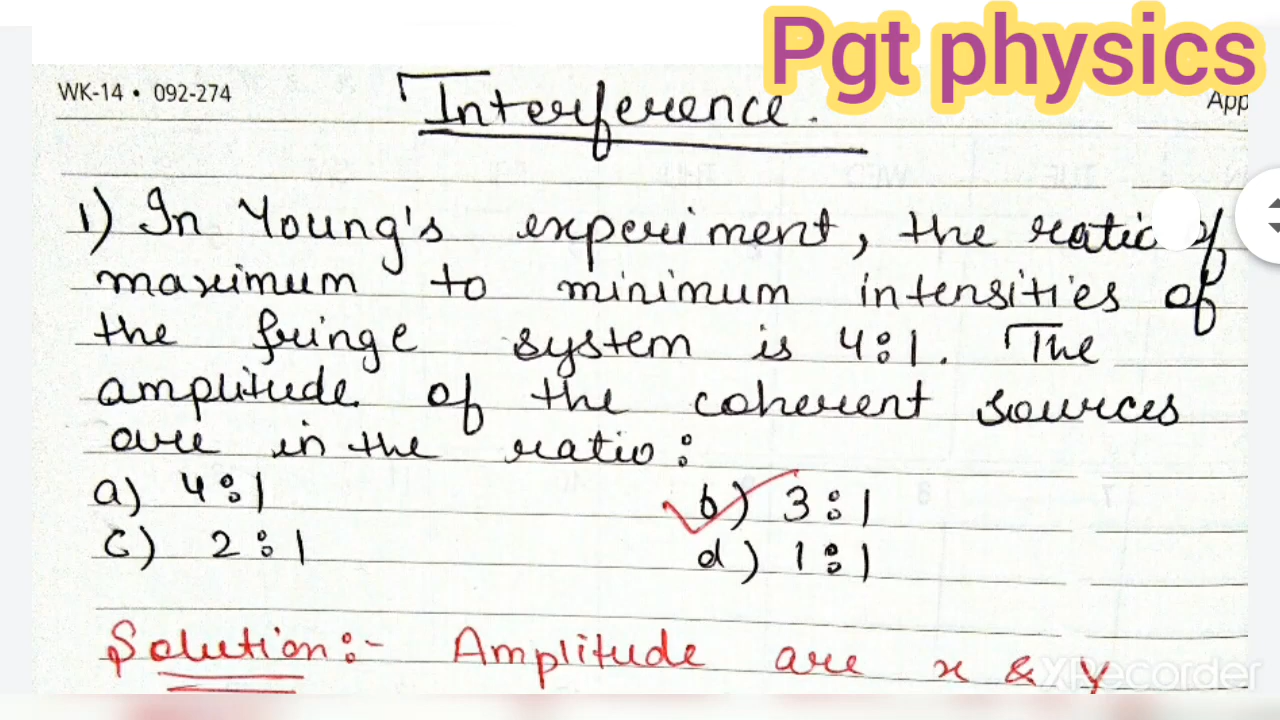 Pgt physics
WK-14 • 092-274
App
Interference.
1) In Young's experiment, the ratio of
maximum to minimum intensities of
the fringe system is 4:1. The
amplitude of the coherent sources
are in the ratio:
a) 4:1
b) 3:1
c) 2:1
d) 1:1
Solution:- Amplitude are x & y
XRecorder